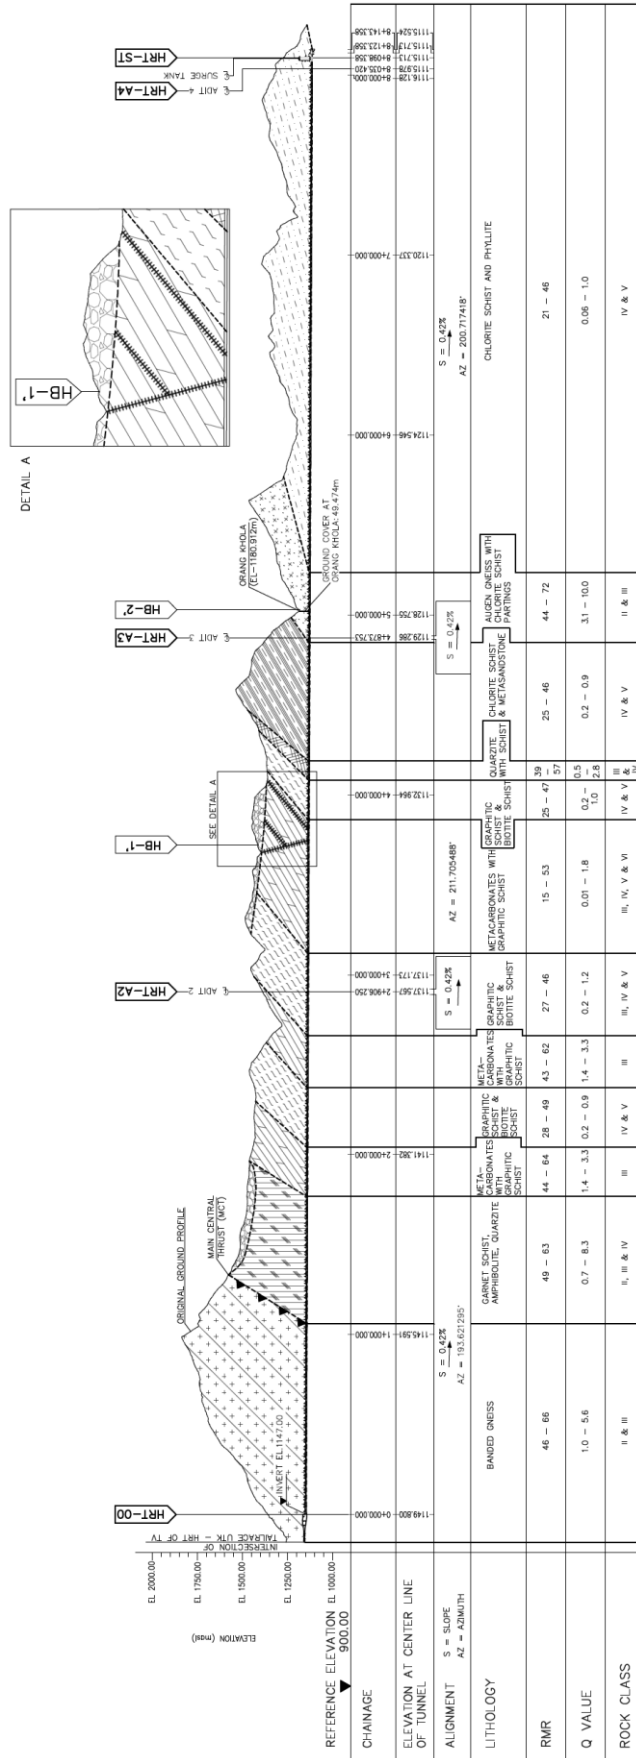 DETAIL A
HB-1'
HRT-00
HRT-A2
HB-1'
HRT-A3
HB-2'
HRT-A4
HRT-ST
INTERSECTION OF
TAILRACE UTK - HRT OF TV
ORIGINAL GROUND PROFILE
MAIN CENTRAL
THRUST (MCT)
INVERT EL.1147.00
℄ ADIT 2
SEE DETAIL A
℄ ADIT 3
ORANG KHOLA
(EL-1180.912m)
GROUND COVER AT
ORANG KHOLA:49.474m
℄ ADIT 4
℄ SURGE TANK
ELEVATION (masl)
EL 2000.00
EL 1750.00
EL 1500.00
EL 1250.00
EL 1000.00
REFERENCE ELEVATION
900.00
CHAINAGE
0+000.000
1+000.000
2+000.000
2+906.250
3+000.000
4+000.000
4+873.753
5+000.000
6+000.000
7+000.000
8+000.000
8+035.420
8+098.358
8+123.358
8+143.358
ELEVATION AT CENTER LINE
OF TUNNEL
1149.800
1145.591
1141.382
1137.567
1137.173
1132.964
1129.286
1128.755
1124.546
1120.337
1116.128
1115.978
1115.713
1115.713
1115.524
ALIGNMENT
S = SLOPE
AZ = AZIMUTH
S = 0.42%
AZ = 193.621295°
S = 0.42%
AZ = 211.705488°
S = 0.42%
S = 0.42%
AZ = 200.717418°
LITHOLOGY
BANDED GNEISS
GARNET SCHIST,
AMPHIBOLITE, QUARZITE
META-
CARBONATES
WITH
GRAPHITIC
SCHIST
GRAPHITIC
SCHIST &
BIOTITE
SCHIST
META-
CARBONATES
WITH
GRAPHITIC
SCHIST
GRAPHITIC
SCHIST &
BIOTITE SCHIST
METACARBONATES WITH
GRAPHITIC SCHIST
GRAPHITIC
SCHIST &
BIOTITE SCHIST
QUARZITE
WITH SCHIST
CHLORITE SCHIST
& METASANDSTONE
AUGEN GNEISS WITH
CHLORITE SCHIST
PARTINGS
CHLORITE SCHIST AND PHYLLITE
RMR
46 - 66
49 - 63
44 - 64
28 - 49
43 - 62
27 - 46
15 - 53
25 - 47
39
-
57
25 - 46
44 - 72
21 - 46
Q VALUE
1.0 - 5.6
0.7 - 8.3
1.4 - 3.3
0.2 - 0.9
1.4 - 3.3
0.2 - 1.2
0.01 - 1.8
0.2 -
1.0
0.5
-
2.8
0.2 - 0.9
3.1 - 10.0
0.06 - 1.0
ROCK CLASS
II & III
II, III & IV
III
IV & V
III
III, IV & V
III, IV, V & VI
IV & V
III
&
IV
IV & V
II & III
IV & V